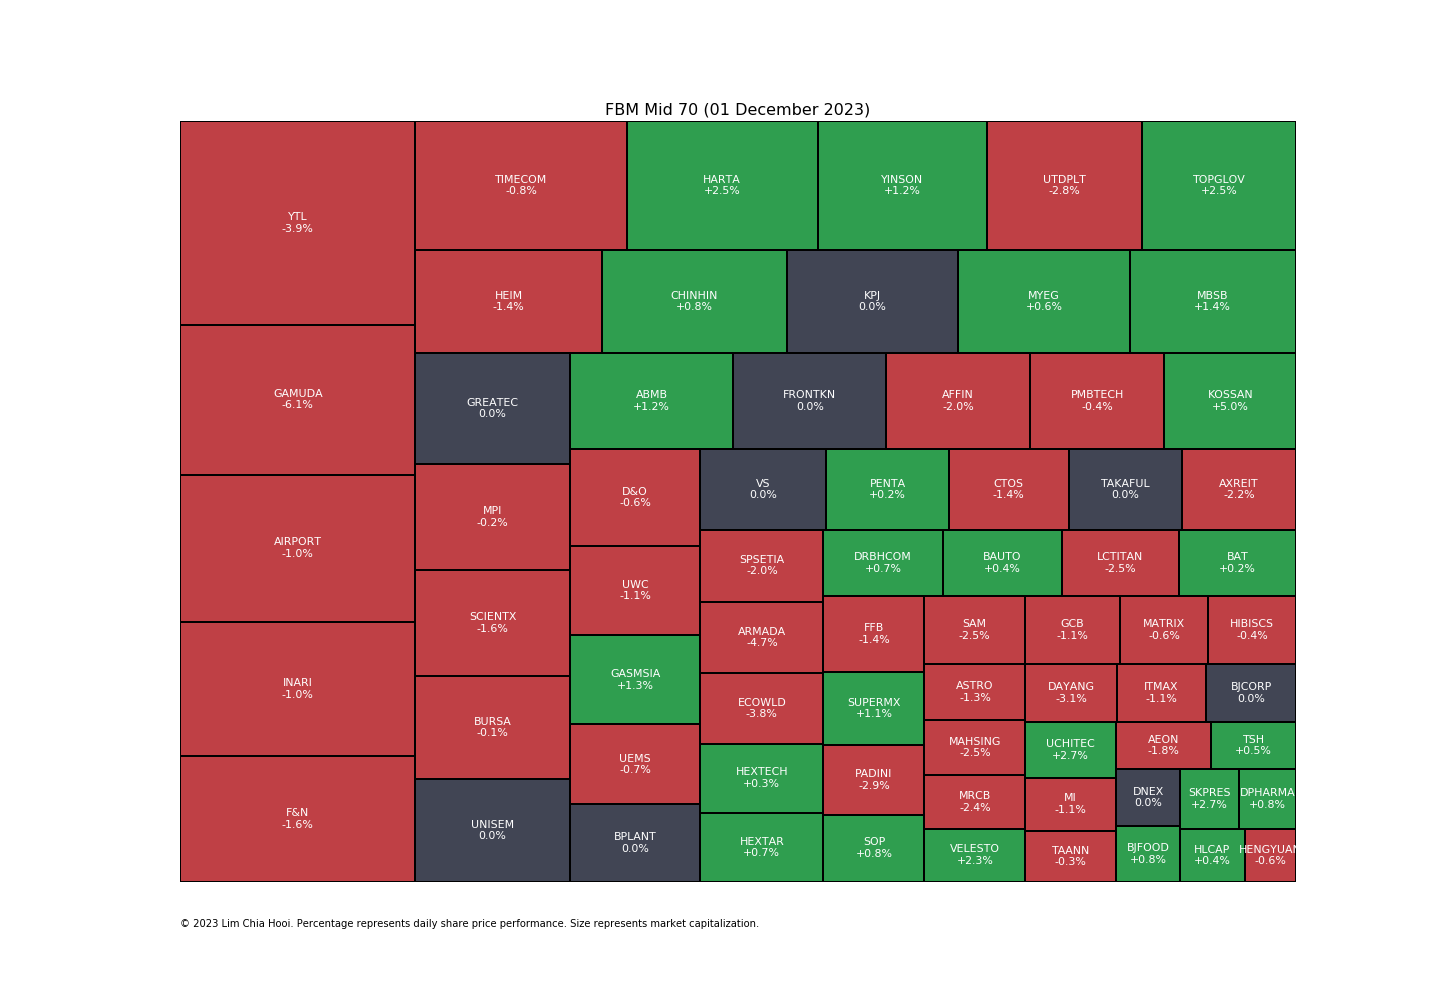 FBM Mid 70 (01 December 2023)
YTL
-3.9%
GAMUDA
-6.1%
AIRPORT
-1.0%
INARI
-1.0%
F&N
-1.6%
TIMECOM
-0.8%
HARTA
+2.5%
YINSON
+1.2%
UTDPLT
-2.8%
TOPGLOV
+2.5%
HEIM
-1.4%
CHINHIN
+0.8%
KPJ
0.0%
MYEG
+0.6%
MBSB
+1.4%
GREATEC
0.0%
MPI
-0.2%
SCIENTX
-1.6%
BURSA
-0.1%
UNISEM
0.0%
ABMB
+1.2%
FRONTKN
0.0%
AFFIN
-2.0%
PMBTECH
-0.4%
KOSSAN
+5.0%
D&O
-0.6%
UWC
-1.1%
GASMSIA
+1.3%
UEMS
-0.7%
BPLANT
0.0%
VS
0.0%
PENTA
+0.2%
CTOS
-1.4%
TAKAFUL
0.0%
AXREIT
-2.2%
SPSETIA
-2.0%
ARMADA
-4.7%
ECOWLD
-3.8%
HEXTECH
+0.3%
HEXTAR
+0.7%
DRBHCOM
+0.7%
BAUTO
+0.4%
LCTITAN
-2.5%
BAT
+0.2%
FFB
-1.4%
SUPERMX
+1.1%
PADINI
-2.9%
SOP
+0.8%
SAM
-2.5%
ASTRO
-1.3%
MAHSING
-2.5%
MRCB
-2.4%
VELESTO
+2.3%
GCB
-1.1%
MATRIX
-0.6%
HIBISCS
-0.4%
DAYANG
-3.1%
ITMAX
-1.1%
BJCORP
0.0%
UCHITEC
+2.7%
MI
-1.1%
TAANN
-0.3%
AEON
-1.8%
TSH
+0.5%
DNEX
0.0%
BJFOOD
+0.8%
SKPRES
+2.7%
DPHARMA
+0.8%
HLCAP
+0.4%
HENGYUAN
-0.6%
© 2023 Lim Chia Hooi. Percentage represents daily share price performance. Size represents market capitalization.